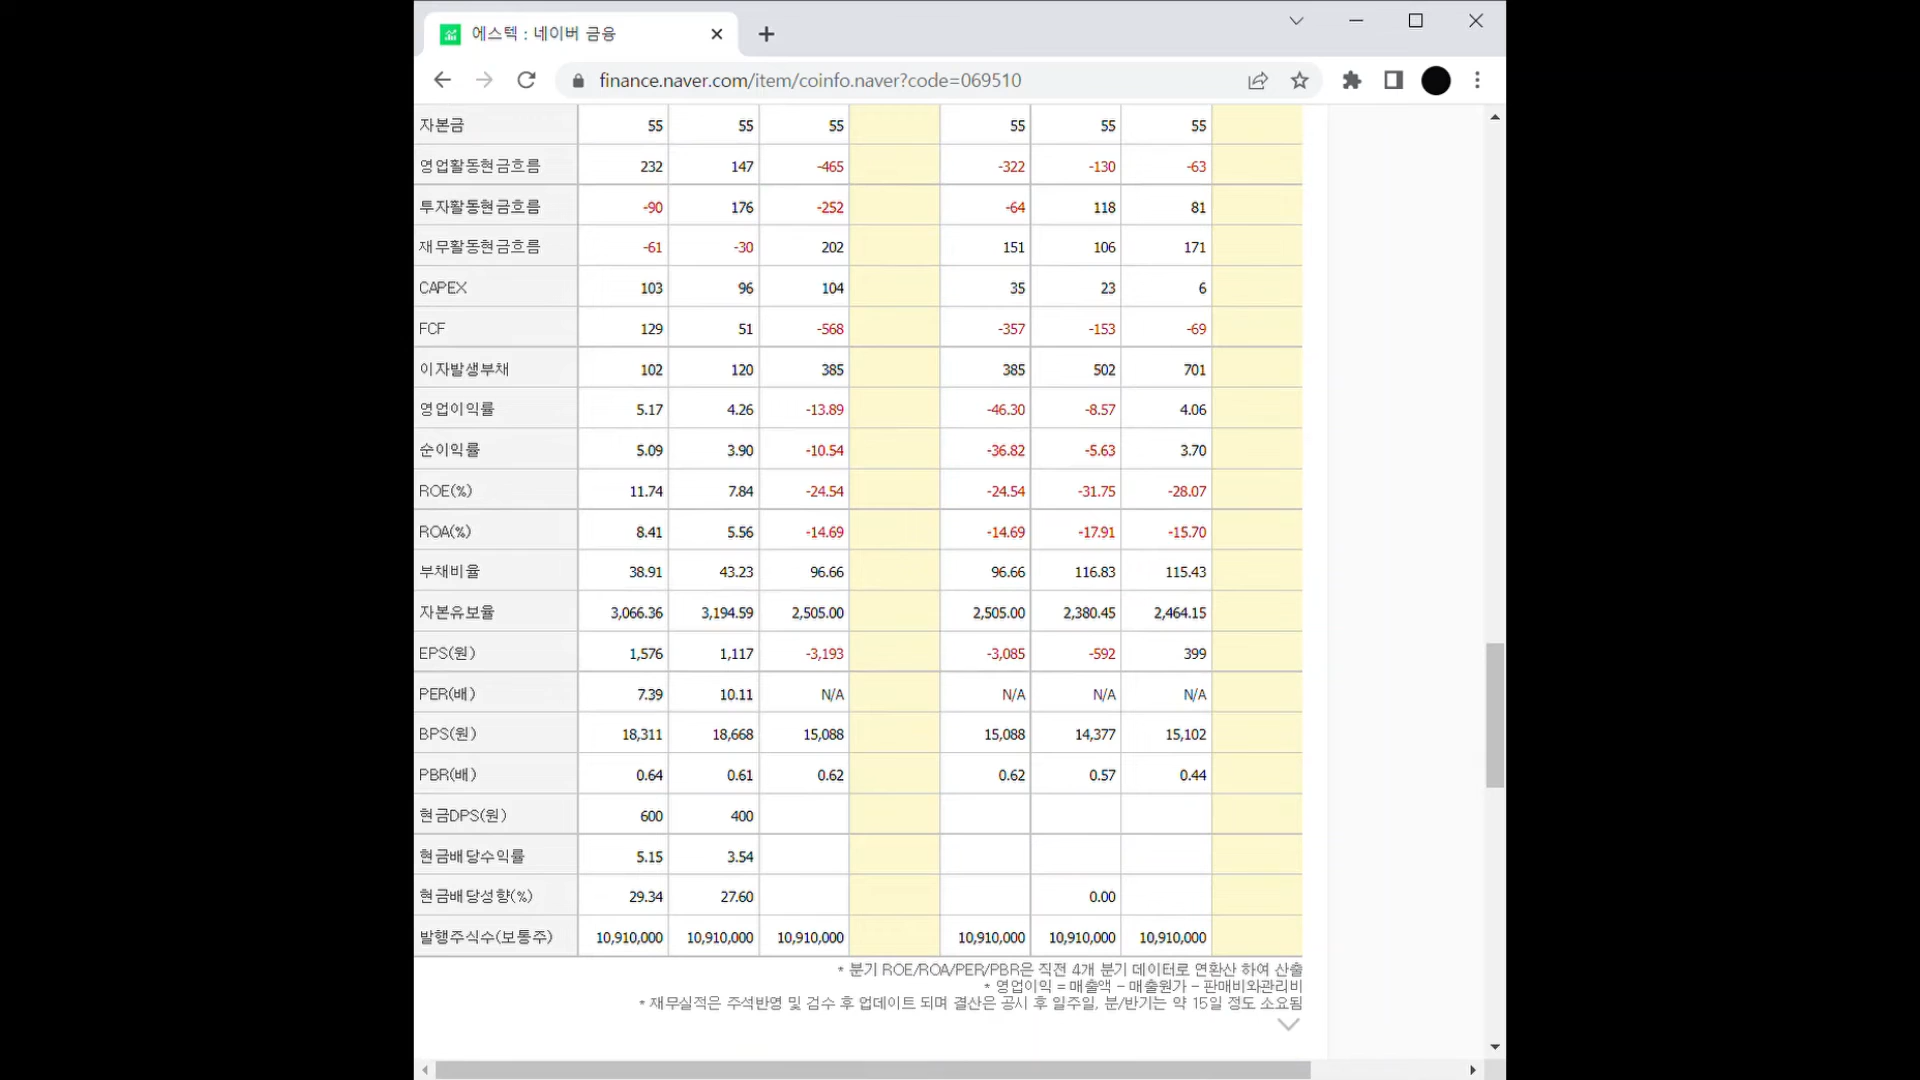 에스텍 : 네이버 금융
finance.naver.com/item/coinfo.naver?code=069510
자본금 55 55 55 55 55 55
영업활동현금흐름 232 147 -465 -322 -130 -63
투자활동현금흐름 -90 176 -252 -64 118 81
재무활동현금흐름 -61 -30 202 151 106 171
CAPEX 103 96 104 35 23 6
FCF 129 51 -568 -357 -153 -69
이자발생부채 102 120 385 385 502 701
영업이익률 5.17 4.26 -13.89 -46.30 -8.57 4.06
순이익률 5.09 3.90 -10.54 -36.82 -5.63 3.70
ROE(%) 11.74 7.84 -24.54 -24.54 -31.75 -28.07
ROA(%) 8.41 5.56 -14.69 -14.69 -17.91 -15.70
부채비율 38.91 43.23 96.66 96.66 116.83 115.43
자본유보율 3,066.36 3,194.59 2,505.00 2,505.00 2,380.45 2,464.15
EPS(원) 1,576 1,117 -3,193 -3,085 -592 399
PER(배) 7.39 10.11 N/A N/A N/A N/A
BPS(원) 18,311 18,668 15,088 15,088 14,377 15,102
PBR(배) 0.64 0.61 0.62 0.62 0.57 0.44
현금DPS(원) 600 400
현금배당수익률 5.15 3.54
현금배당성향(%) 29.34 27.60 0.00
발행주식수(보통주) 10,910,000 10,910,000 10,910,000 10,910,000 10,910,000 10,910,000
* 분기 ROE/ROA/PER/PBR은 직전 4개 분기 데이터로 연환산 하여 산출
* 영업이익 = 매출액 - 매출원가 - 판매비와관리비
* 재무실적은 주석반영 및 검수 후 업데이트 되며 결산은 공시 후 일주일, 분/반기는 약 15일 정도 소요됨